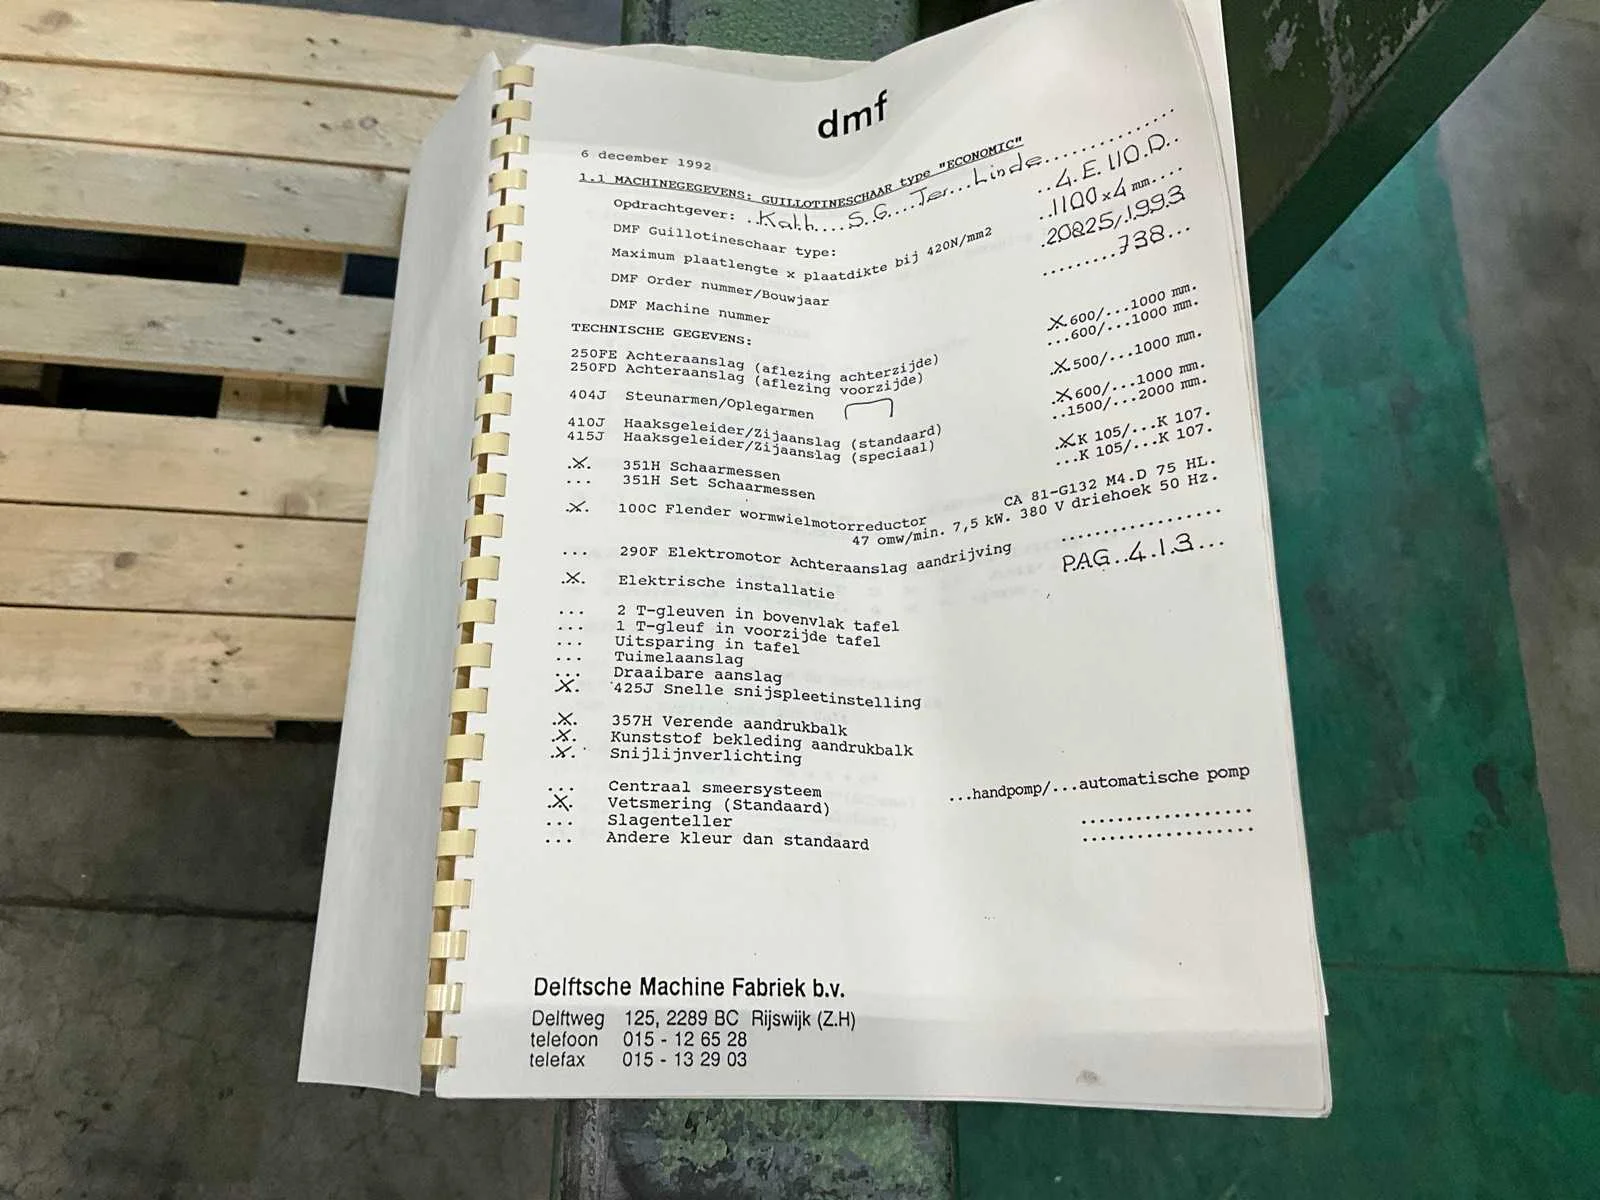 dmf
6 december 1992
1.1 MACHINEGEGEVENS: GUILLOTINESCHAAR type "ECONOMIC"
Opdrachtgever: ..Kalb....S.G....Ter...Linde..................
DMF Guillotineschaar type: ..4.E.110.D..
Maximum plaatlengte x plaatdikte bij 420N/mm2 ..1100x4 mm....
DMF Order nummer/Bouwjaar .20825/1993
DMF Machine nummer .........738...
TECHNISCHE GEGEVENS:
250FE Achteraanslag (aflezing achterzijde) .X.600/...1000 mm.
250FD Achteraanslag (aflezing voorzijde) ...600/...1000 mm.
404J Steunarmen/Oplegarmen .X.500/...1000 mm.
410J Haaksgeleider/Zijaanslag (standaard) .X.600/...1000 mm.
415J Haaksgeleider/Zijaanslag (speciaal) ..1500/...2000 mm.
.X. 351H Schaarmessen .X.K 105/...K 107.
... 351H Set Schaarmessen ...K 105/...K 107.
.X. 100C Flender wormwielmotorreductor CA 81-G132 M4.D 75 HL.
47 omw/min. 7,5 kW. 380 V driehoek 50 Hz.
... 290F Elektromotor Achteraanslag aandrijving ..................
.X. Elektrische installatie PAG..4.1.3...
... 2 T-gleuven in bovenvlak tafel
... 1 T-gleuf in voorzijde tafel
... Uitsparing in tafel
... Tuimelaanslag
... Draaibare aanslag
.X. 425J Snelle snijspleetinstelling
.X. 357H Verende aandrukbalk
.X. Kunststof bekleding aandrukbalk
.X. Snijlijnverlichting
... Centraal smeersysteem ...handpomp/...automatische pomp
.X. Vetsmering (Standaard)
... Slagenteller ...................
... Andere kleur dan standaard ...................
Delftsche Machine Fabriek b.v.
Delftweg 125, 2289 BC Rijswijk (Z.H)
telefoon 015 - 12 65 28
telefax 015 - 13 29 03